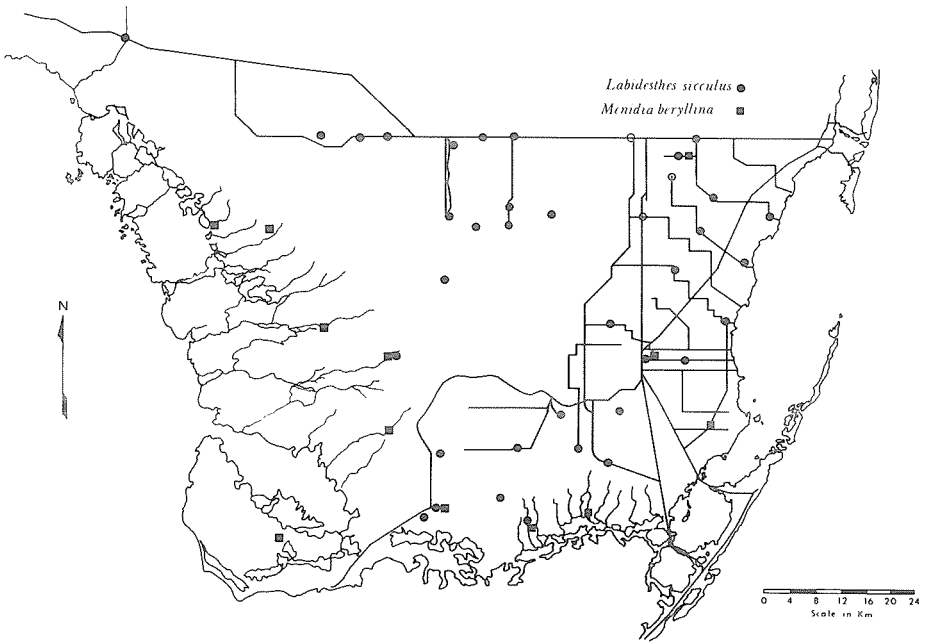 Labidesthes sicculus
Menidia beryllina
N
0 4 8 12 16 20 24
Scale in Km